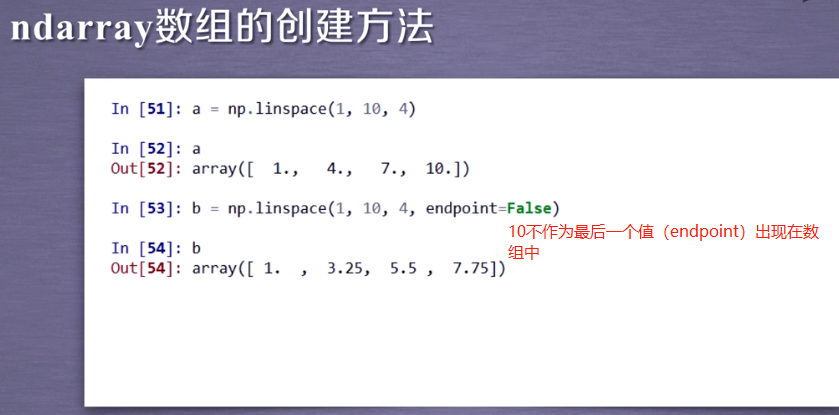 ndarray数组的创建方法
In [51]: a = np.linspace(1, 10, 4)
In [52]: a
Out[52]: array([  1.,   4.,   7.,  10.])
In [53]: b = np.linspace(1, 10, 4, endpoint=False)
10不作为最后一个值（endpoint）出现在数
组中
In [54]: b
Out[54]: array([ 1.  ,  3.25,  5.5 ,  7.75])